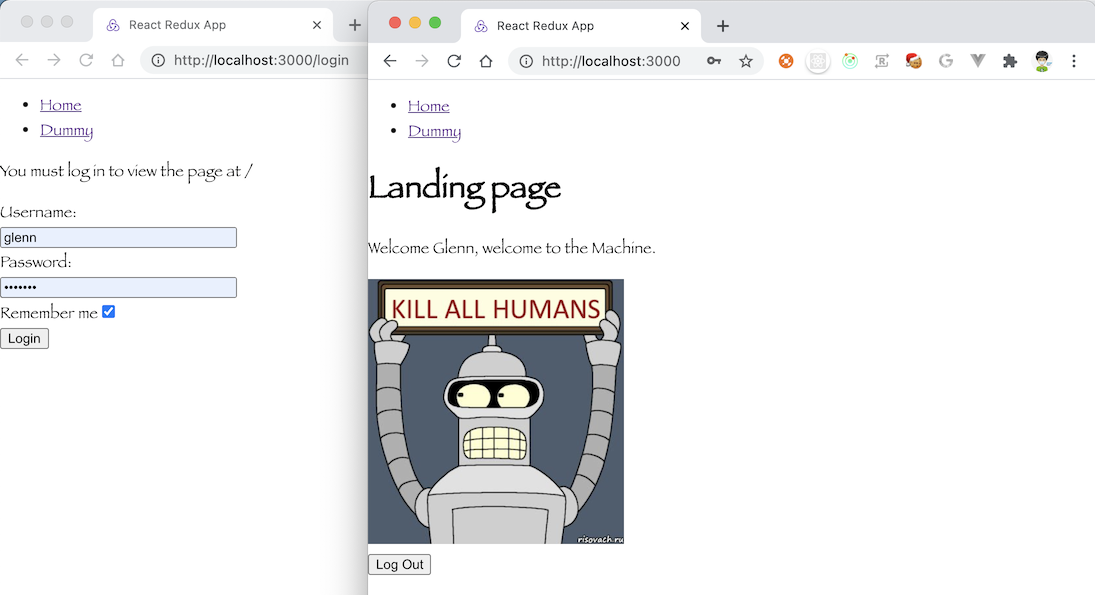 React Redux App
http://localhost:3000/login
Home
Dummy
You must log in to view the page at /
Username:
glenn
Password:
•••••••
Remember me
Login
React Redux App
http://localhost:3000
Home
Dummy
Landing page
Welcome Glenn, welcome to the Machine.
KILL ALL HUMANS
risovach.ru
Log Out